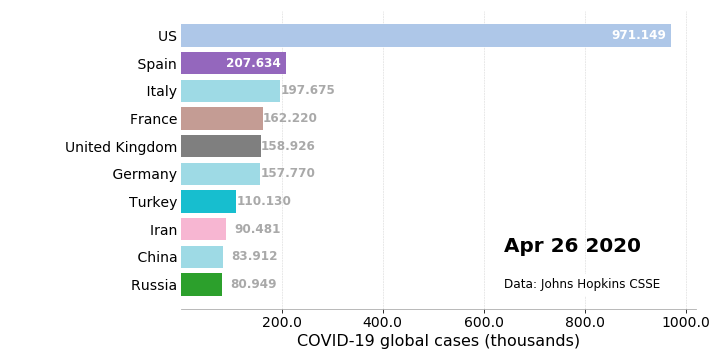 US 971.149
Spain 207.634
Italy 197.675
France 162.220
United Kingdom 158.926
Germany 157.770
Turkey 110.130
Iran 90.481
China 83.912
Russia 80.949
Apr 26 2020
Data: Johns Hopkins CSSE
200.0 400.0 600.0 800.0 1000.0
COVID-19 global cases (thousands)